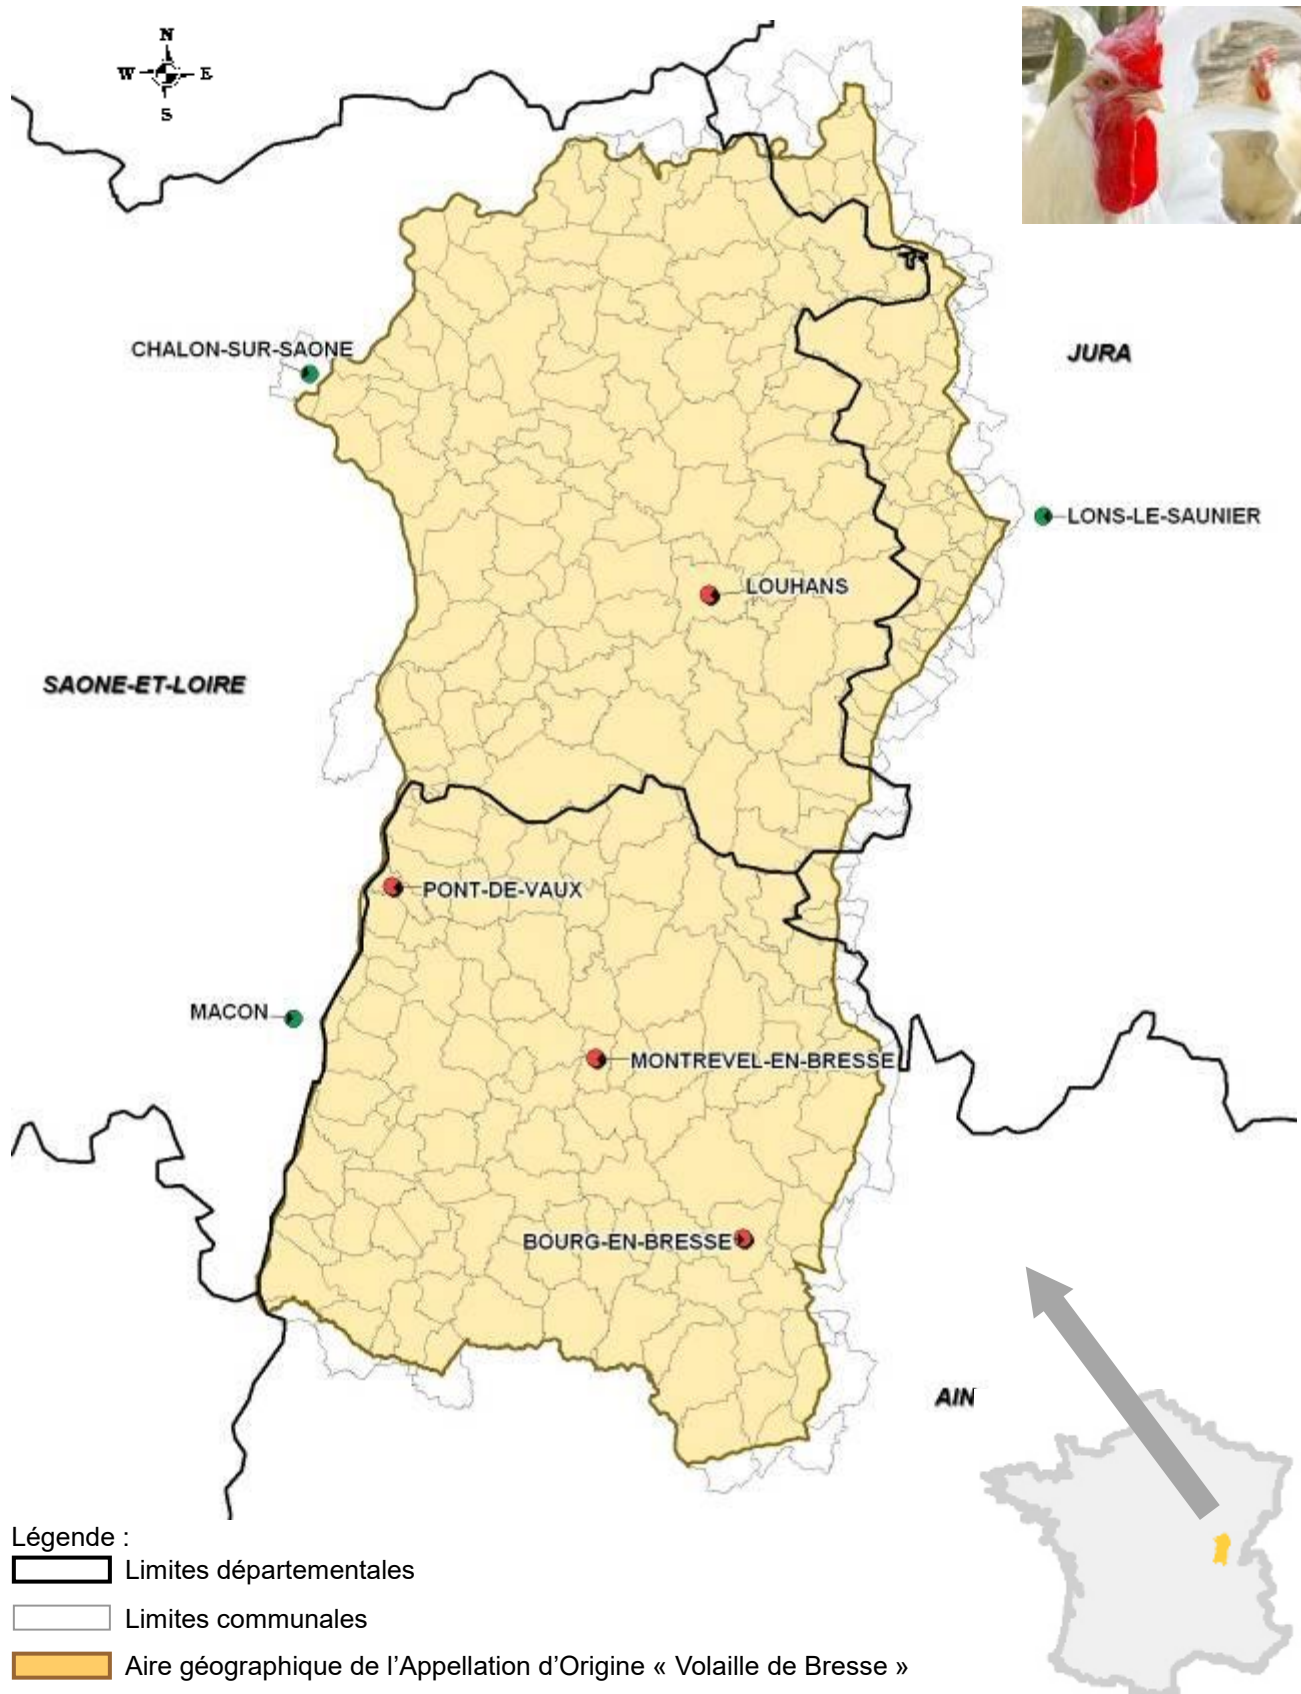 N
W E
S
CHALON-SUR-SAONE
JURA
LONS-LE-SAUNIER
LOUHANS
SAONE-ET-LOIRE
PONT-DE-VAUX
MACON
MONTREVEL-EN-BRESSE
BOURG-EN-BRESSE
AIN
Légende :
Limites départementales
Limites communales
Aire géographique de l’Appellation d’Origine « Volaille de Bresse »